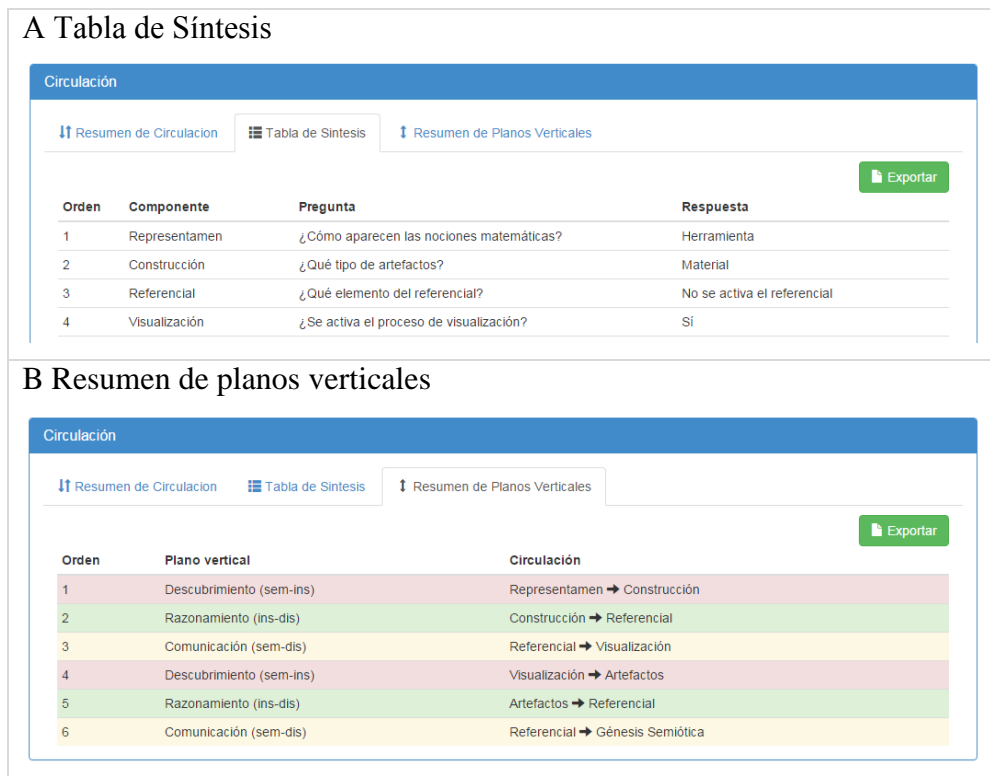 A Tabla de Síntesis
Circulación
Resumen de Circulacion Tabla de Sintesis Resumen de Planos Verticales
Exportar
Orden Componente Pregunta Respuesta
1 Representamen ¿Cómo aparecen las nociones matemáticas? Herramienta
2 Construcción ¿Qué tipo de artefactos? Material
3 Referencial ¿Qué elemento del referencial? No se activa el referencial
4 Visualización ¿Se activa el proceso de visualización? Sí
B Resumen de planos verticales
Circulación
Resumen de Circulacion Tabla de Sintesis Resumen de Planos Verticales
Exportar
Orden Plano vertical Circulación
1 Descubrimiento (sem-ins) Representamen → Construcción
2 Razonamiento (ins-dis) Construcción → Referencial
3 Comunicación (sem-dis) Referencial → Visualización
4 Descubrimiento (sem-ins) Visualización → Artefactos
5 Razonamiento (ins-dis) Artefactos → Referencial
6 Comunicación (sem-dis) Referencial → Génesis Semiótica